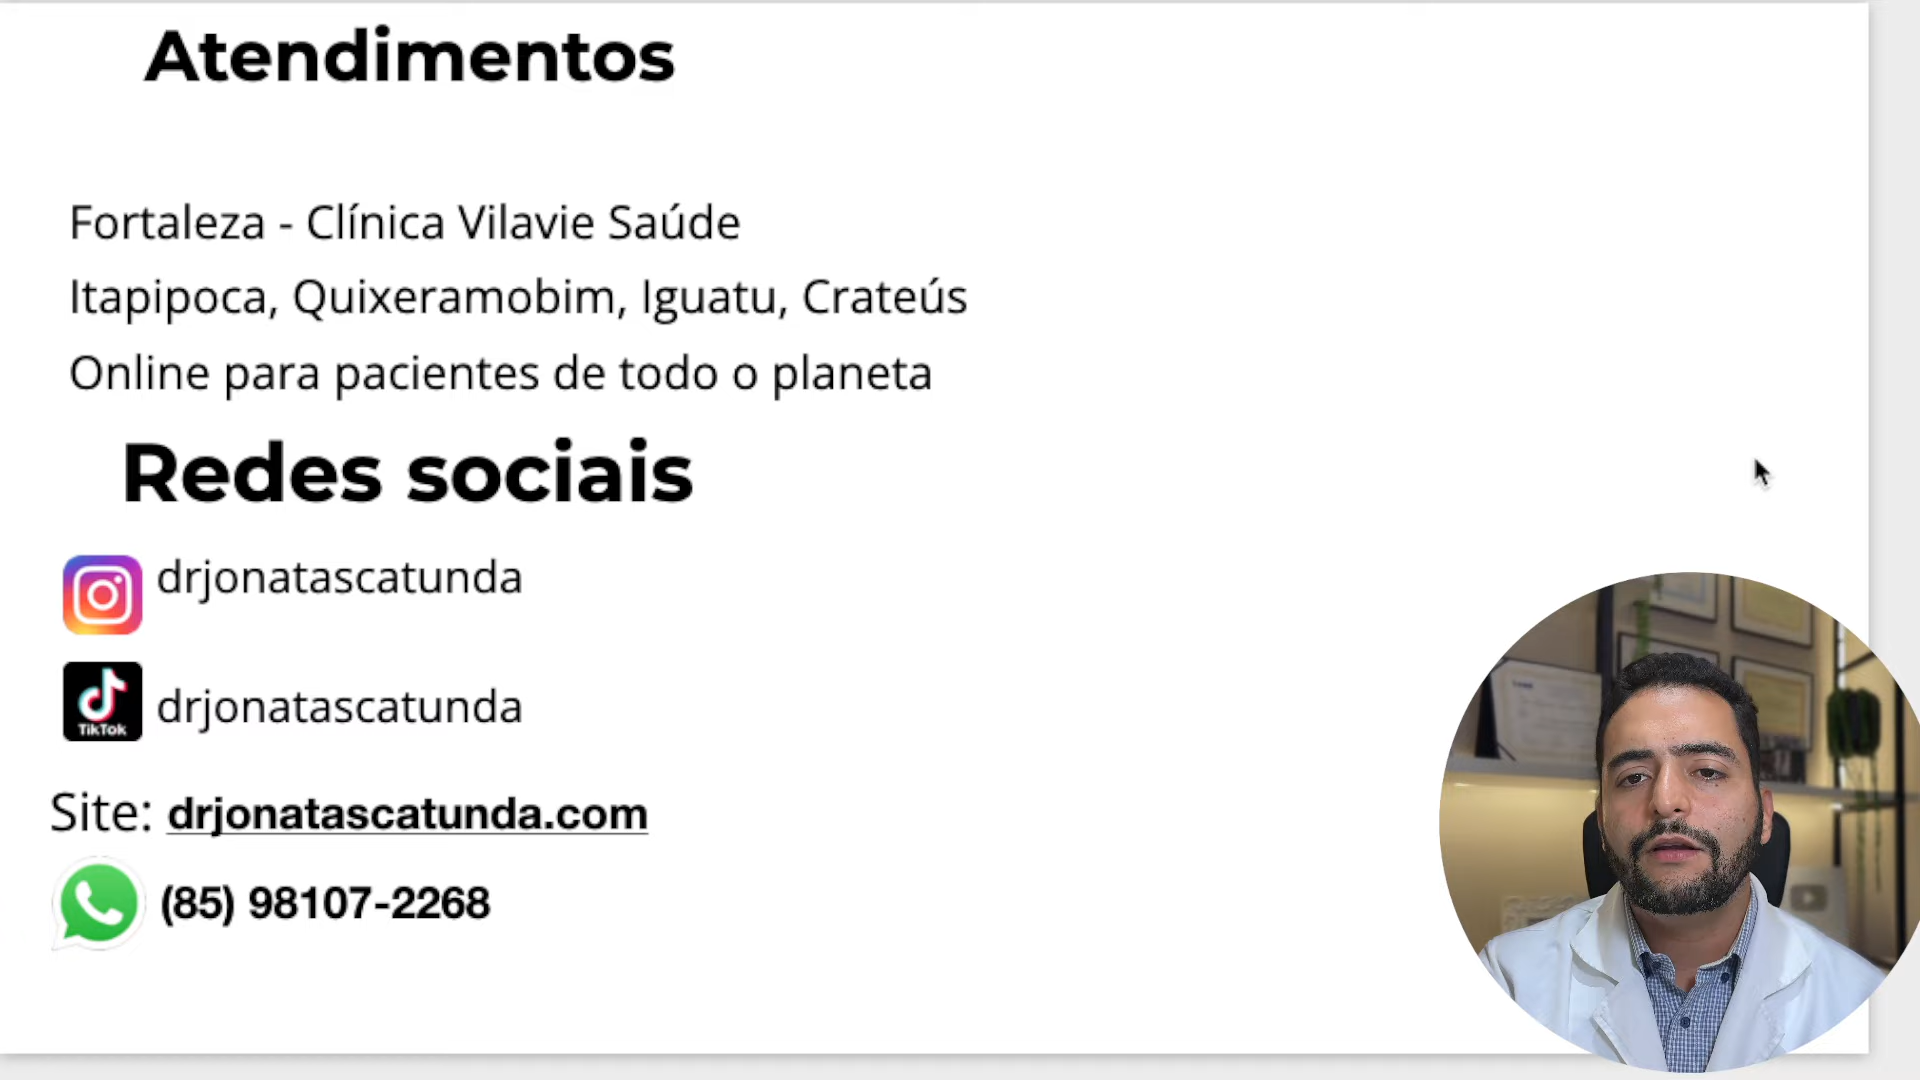 Atendimentos
Fortaleza - Clínica Vilavie Saúde
Itapipoca, Quixeramobim, Iguatu, Crateús
Online para pacientes de todo o planeta
Redes sociais
drjonatascatunda
TikTok
drjonatascatunda
Site: drjonatascatunda.com
(85) 98107-2268